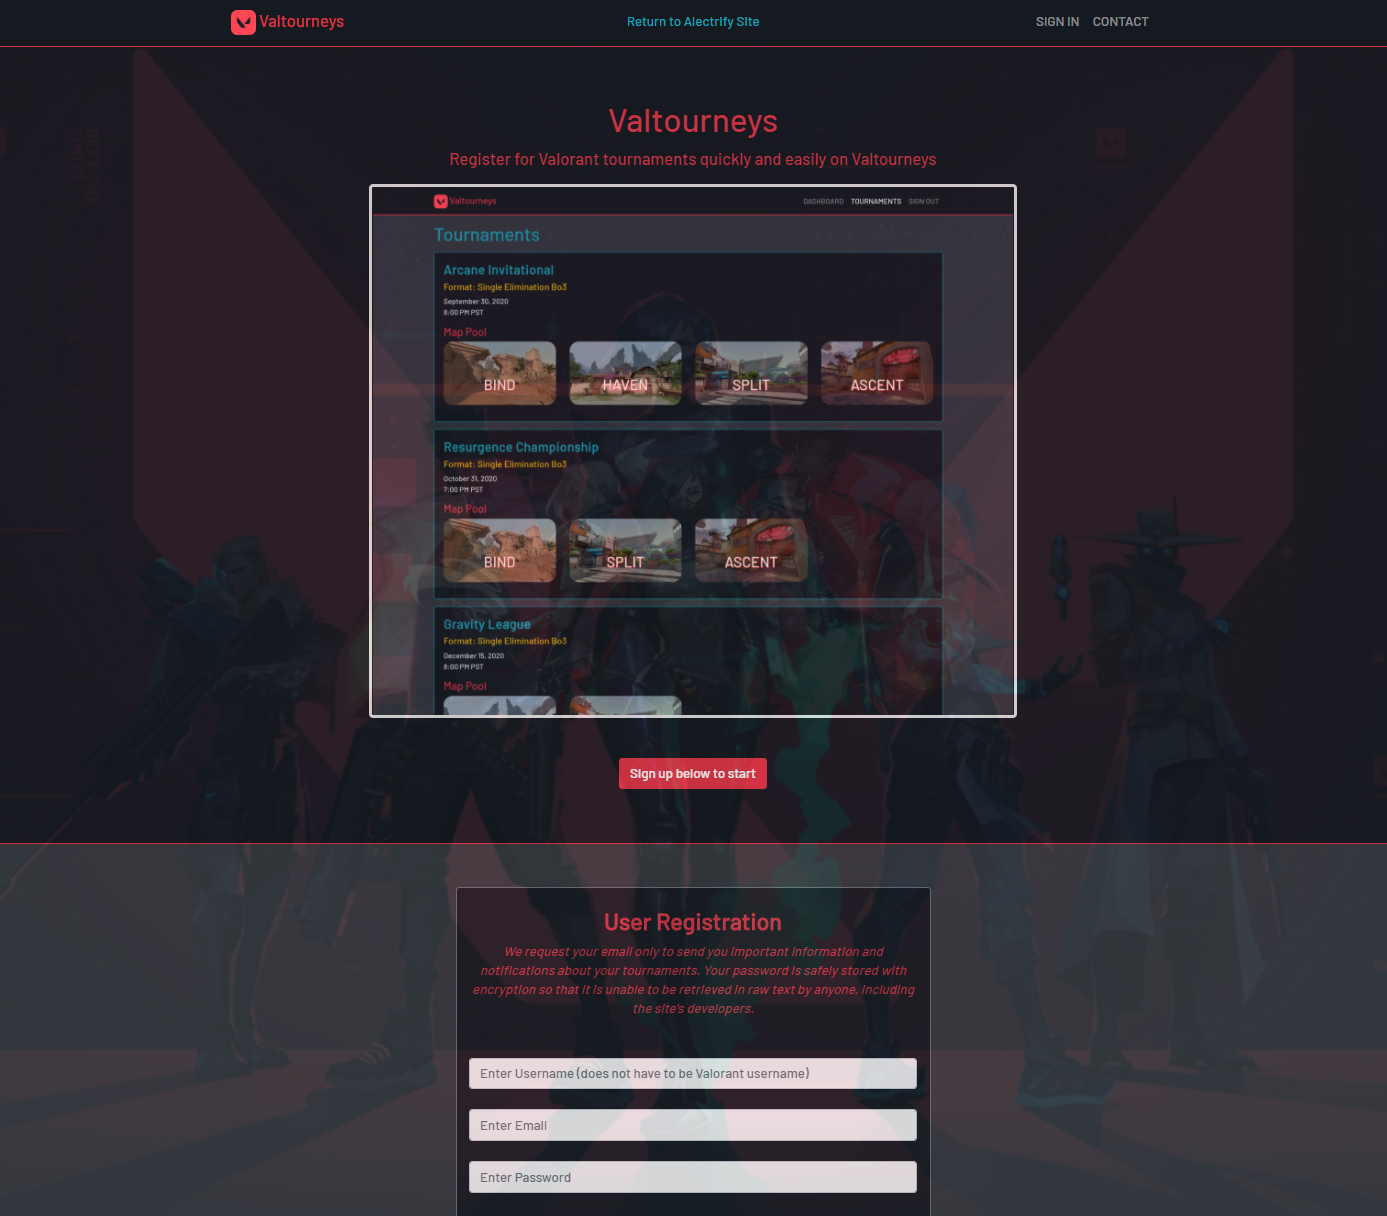 Valtourneys
Return to Alectrify Site
SIGN IN CONTACT
Valtourneys
Register for Valorant tournaments quickly and easily on Valtourneys
Valtourneys
DASHBOARD TOURNAMENTS SIGN OUT
Tournaments
Arcane Invitational
Format: Single Elimination Bo3
September 30, 2020
8:00 PM PST
Map Pool
BIND HAVEN SPLIT ASCENT
Resurgence Championship
Format: Single Elimination Bo3
October 31, 2020
7:00 PM PST
Map Pool
BIND SPLIT ASCENT
Gravity League
Format: Single Elimination Bo3
December 15, 2020
8:00 PM PST
Map Pool
Sign up below to start
User Registration
We request your email only to send you important information and
notifications about your tournaments. Your password is safely stored with
encryption so that it is unable to be retrieved in raw text by anyone, including
the site's developers.
Enter Username (does not have to be Valorant username)
Enter Email
Enter Password